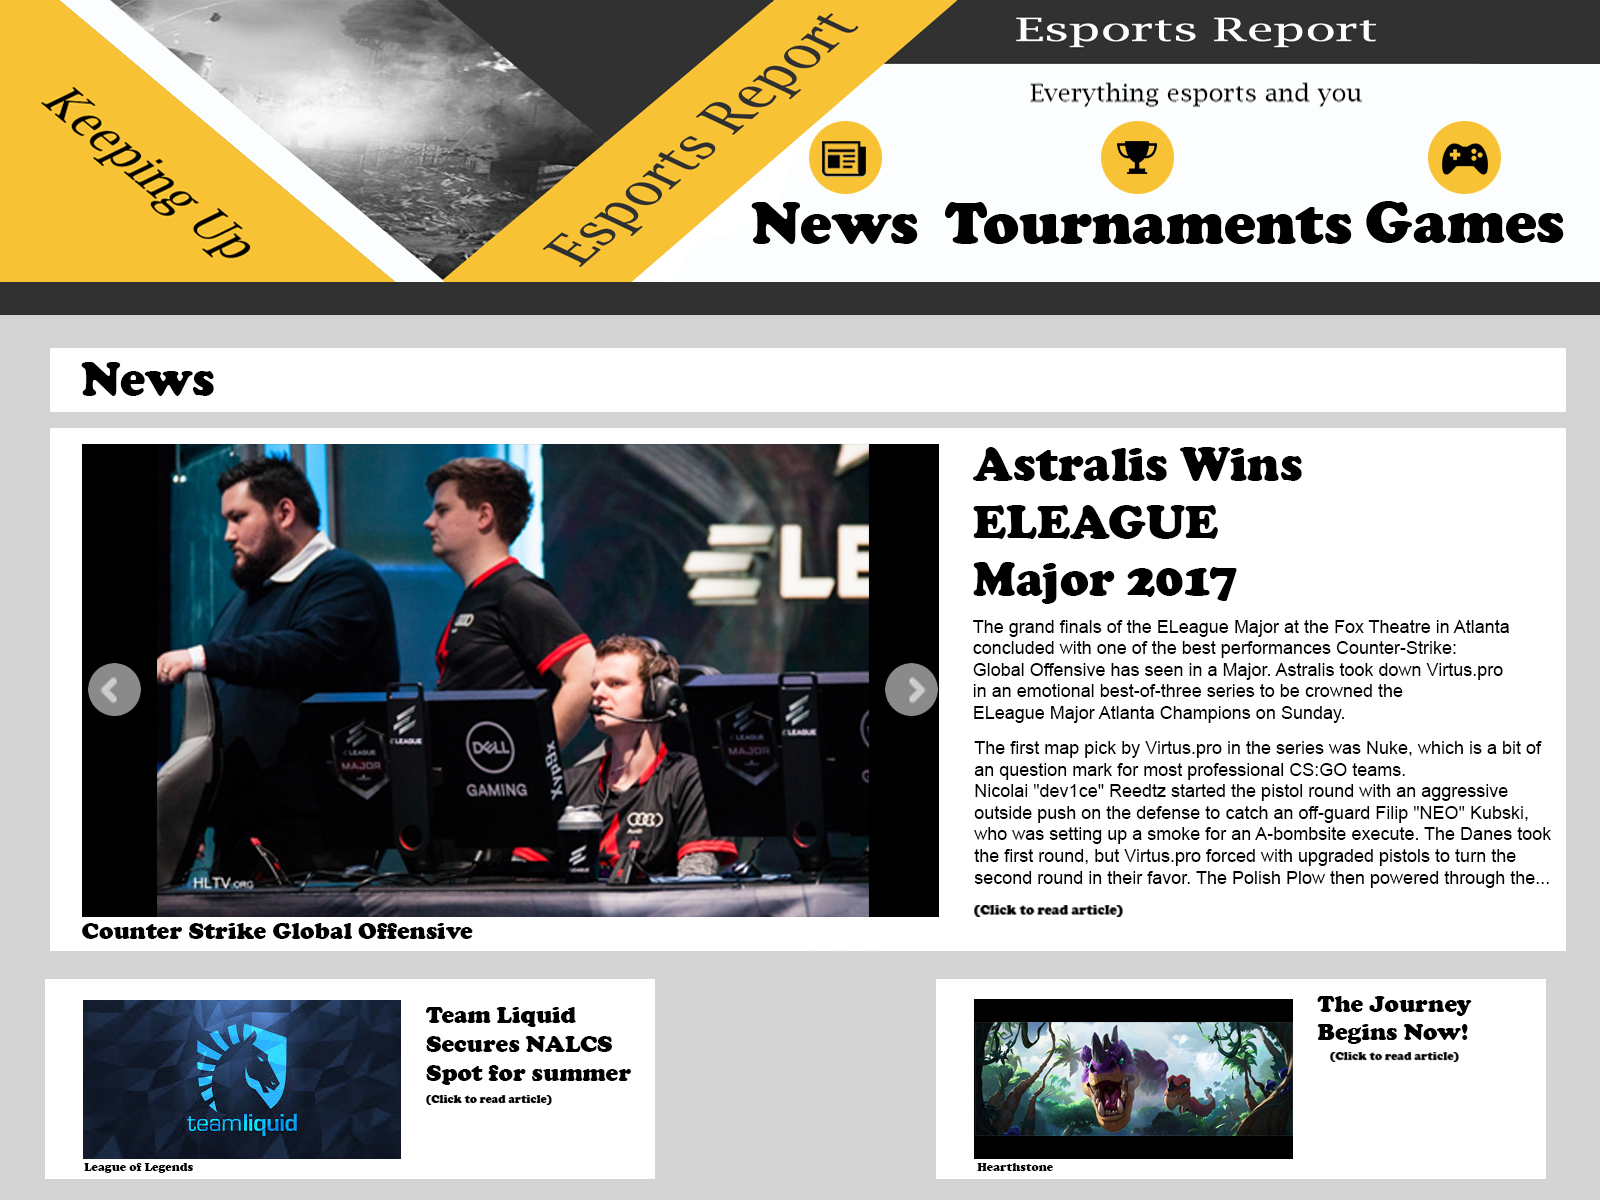 Keeping Up
Esports Report
Esports Report
Everything esports and you
News Tournaments Games
News
ELE
ELEAGUE
MAJOR
DELL
GAMING
ELEAGUE
MAJOR
Audi
ELEAGUE
HLTV.ORG
Counter Strike Global Offensive
Astralis Wins
ELEAGUE
Major 2017
The grand finals of the ELeague Major at the Fox Theatre in Atlanta
concluded with one of the best performances Counter-Strike:
Global Offensive has seen in a Major. Astralis took down Virtus.pro
in an emotional best-of-three series to be crowned the
ELeague Major Atlanta Champions on Sunday.
The first map pick by Virtus.pro in the series was Nuke, which is a bit of
an question mark for most professional CS:GO teams.
Nicolai "dev1ce" Reedtz started the pistol round with an aggressive
outside push on the defense to catch an off-guard Filip "NEO" Kubski,
who was setting up a smoke for an A-bombsite execute. The Danes took
the first round, but Virtus.pro forced with upgraded pistols to turn the
second round in their favor. The Polish Plow then powered through the...
(Click to read article)
teamliquid
League of Legends
Team Liquid
Secures NALCS
Spot for summer
(Click to read article)
Hearthstone
The Journey
Begins Now!
(Click to read article)